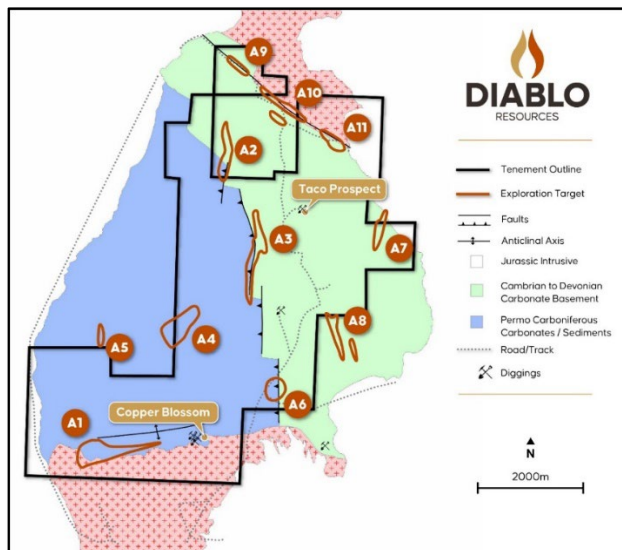 A9
A10
A11
A2
Taco Prospect
A3
A7
A8
A4
A5
A6
Copper Blossom
A1
DIABLO
RESOURCES
Tenement Outline
Exploration Target
Faults
Anticlinal Axis
Jurassic Intrusive
Cambrian to Devonian
Carbonate Basement
Permo Carboniferous
Carbonates / Sediments
Road/Track
Diggings
N
2000m